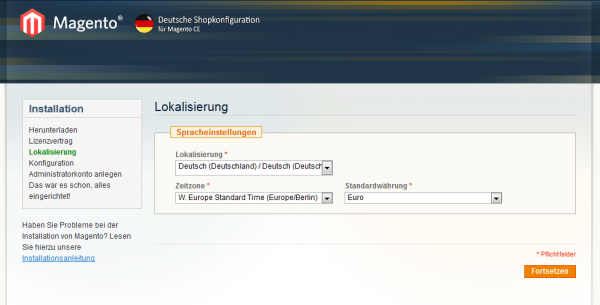 Magento®
Deutsche Shopkonfiguration
für Magento CE
Installation
Herunterladen
Lizenzvertrag
Lokalisierung
Konfiguration
Administratorkonto anlegen
Das war es schon, alles
eingerichtet!
Haben Sie Probleme bei der
Installation von Magento? Lesen
Sie hierzu unsere
Installationsanleitung
Lokalisierung
Spracheinstellungen
Lokalisierung *
Deutsch (Deutschland) / Deutsch (Deutsch
Zeitzone *
W. Europe Standard Time (Europe/Berlin)
Standardwährung *
Euro
* Pflichtfelder
Fortsetzen